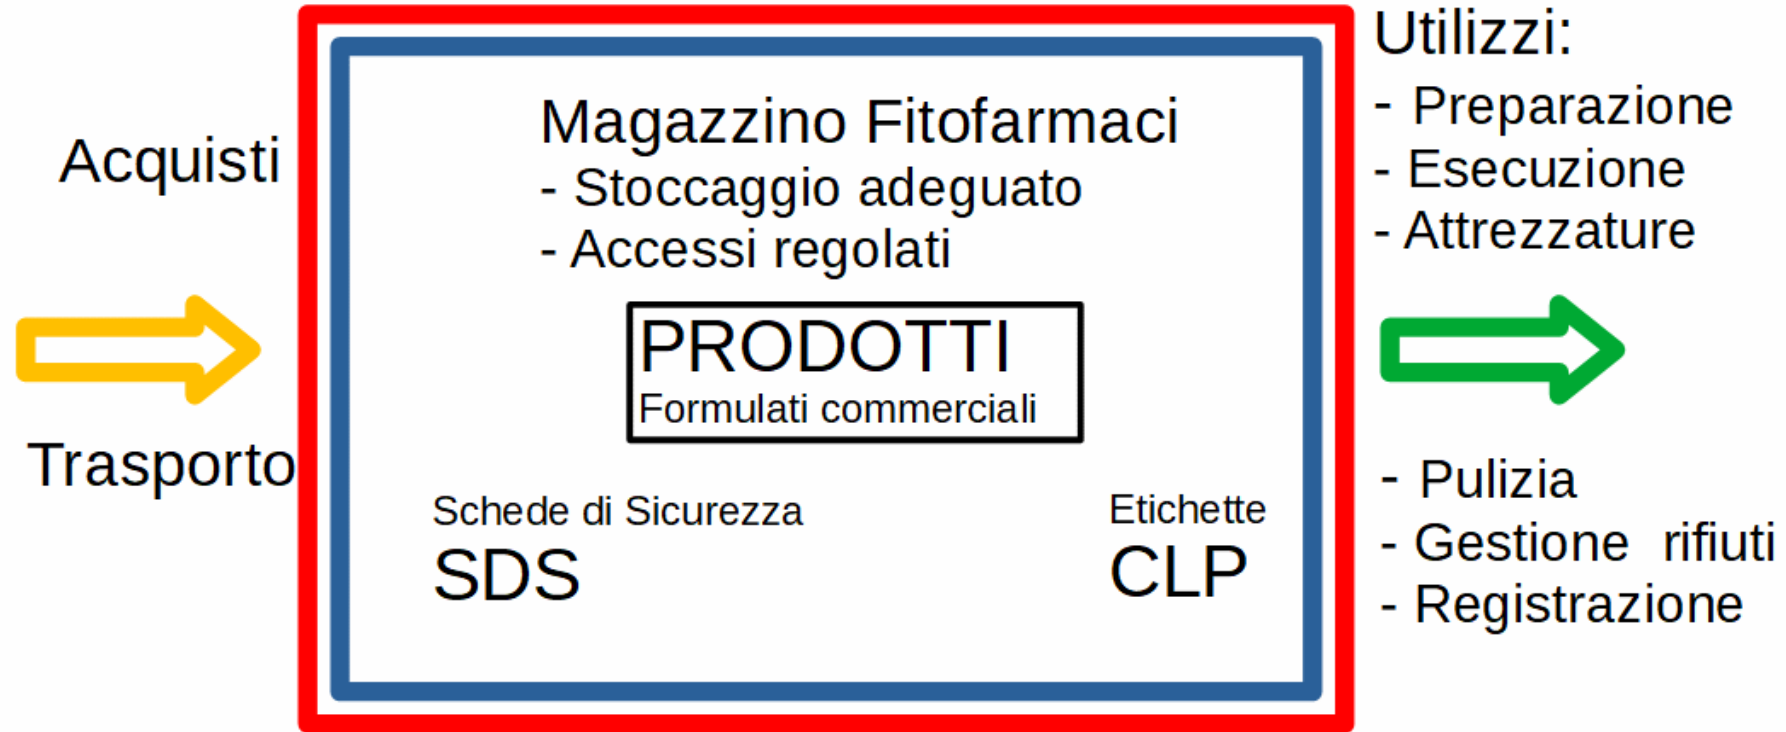 Acquisti
Trasporto
Magazzino Fitofarmaci
- Stoccaggio adeguato
- Accessi regolati
PRODOTTI
Formulati commerciali
Schede di Sicurezza
SDS
Etichette
CLP
Utilizzi:
- Preparazione
- Esecuzione
- Attrezzature
- Pulizia
- Gestione rifiuti
- Registrazione